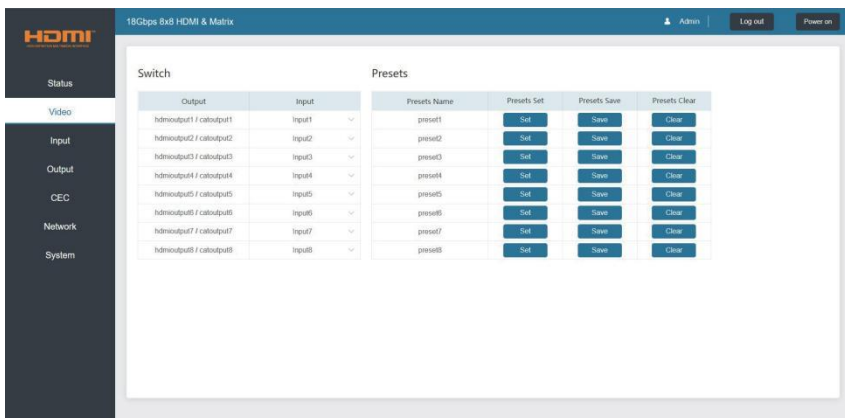 HDMI
18Gbps 8x8 HDMI & Matrix
Admin
Log out
Power on
Status
Video
Input
Output
CEC
Network
System
Switch
Output Input
hdmioutput1 / catoutput1 Input1
hdmioutput2 / catoutput2 Input2
hdmioutput3 / catoutput3 Input3
hdmioutput4 / catoutput4 Input4
hdmioutput5 / catoutput5 Input5
hdmioutput6 / catoutput6 Input6
hdmioutput7 / catoutput7 Input7
hdmioutput8 / catoutput8 Input8
Presets
Presets Name Presets Set Presets Save Presets Clear
preset1 Set Save Clear
preset2 Set Save Clear
preset3 Set Save Clear
preset4 Set Save Clear
preset5 Set Save Clear
preset6 Set Save Clear
preset7 Set Save Clear
preset8 Set Save Clear